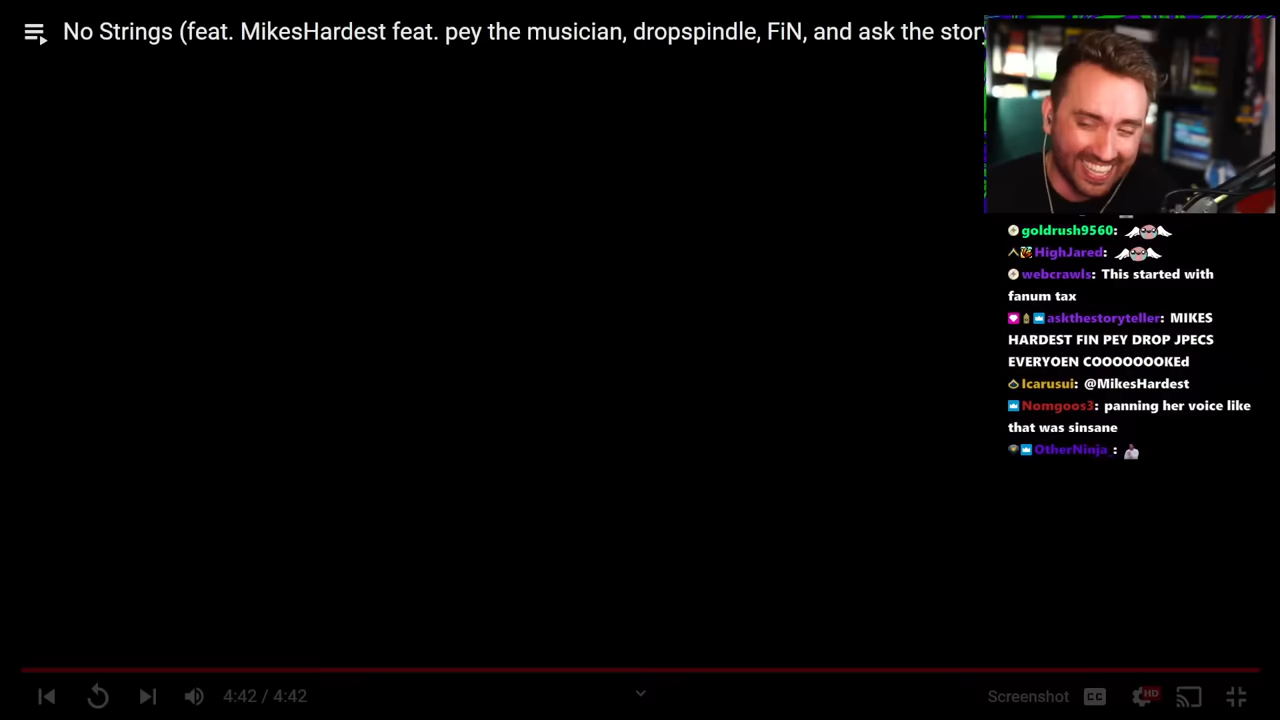 No Strings (feat. MikesHardest feat. pey the musician, dropspindle, FiN, and ask the story
goldrush9560:
HighJared:
webcrawls: This started with
fanum tax
askthestoryteller: MIKES
HARDEST FIN PEY DROP JPECS
EVERYOEN COOOOOOOKEd
Icarusui: @MikesHardest
Nomgoos3: panning her voice like
that was sinsane
OtherNinja_:
4:42 / 4:42
Screenshot
CC
HD